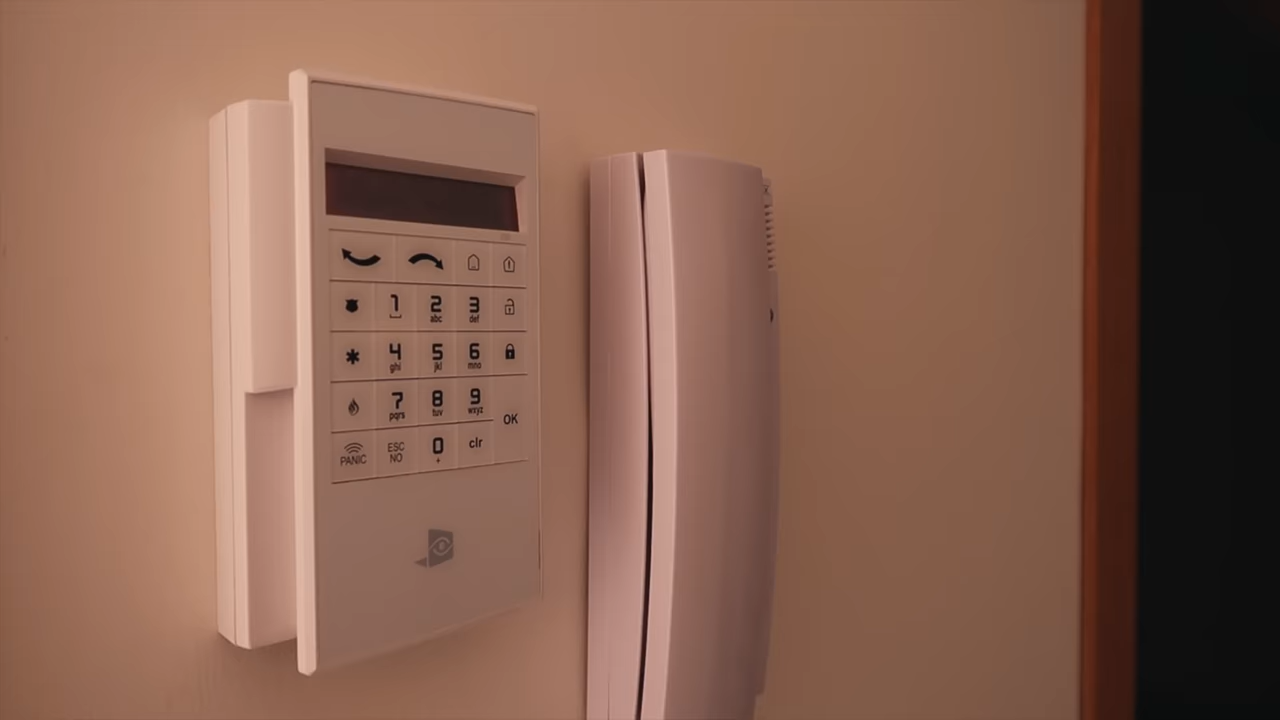 1 2 3
abc def
4 5 6
ghi jkl mno
7 8 9
pqrs tuv wxyz
OK
PANIC ESC NO 0 + clr